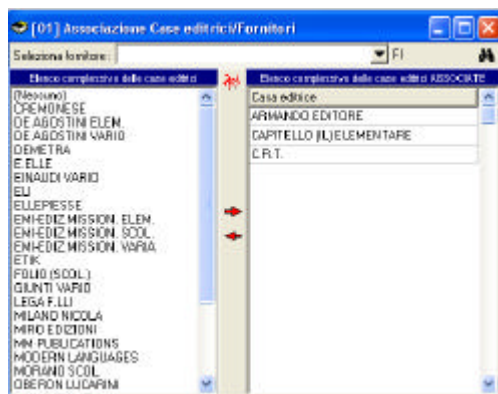 [01] Associazione Case editrici/Fornitori
Seleziona fornitore: FI
Elenco complessivo delle case editrici
Elenco complessivo delle case editrici ASSOCIATE
(Nessuno)
CREMONESE
DE AGOSTINI ELEM.
DE AGOSTINI VARIO
DEMETRA
E.ELLE
EINAUDI VARIO
ELI
ELLEPIESSE
EMI-EDIZ.MISSION. ELEM.
EMI-EDIZ.MISSION. SCOL.
EMI-EDIZ.MISSION. VARIA
ETIK
FOLIO (SCOL.)
GIUNTI VARIO
LEGA F.LLI
MILANO NICOLA
MIRO EDIZIONI
MM PUBLICATIONS
MODERN LANGUAGES
MORANO SCOL.
OBERON LUCARINI
Casa editrice
ARMANDO EDITORE
CAPITELLO (IL) ELEMENTARE
C.R.T.